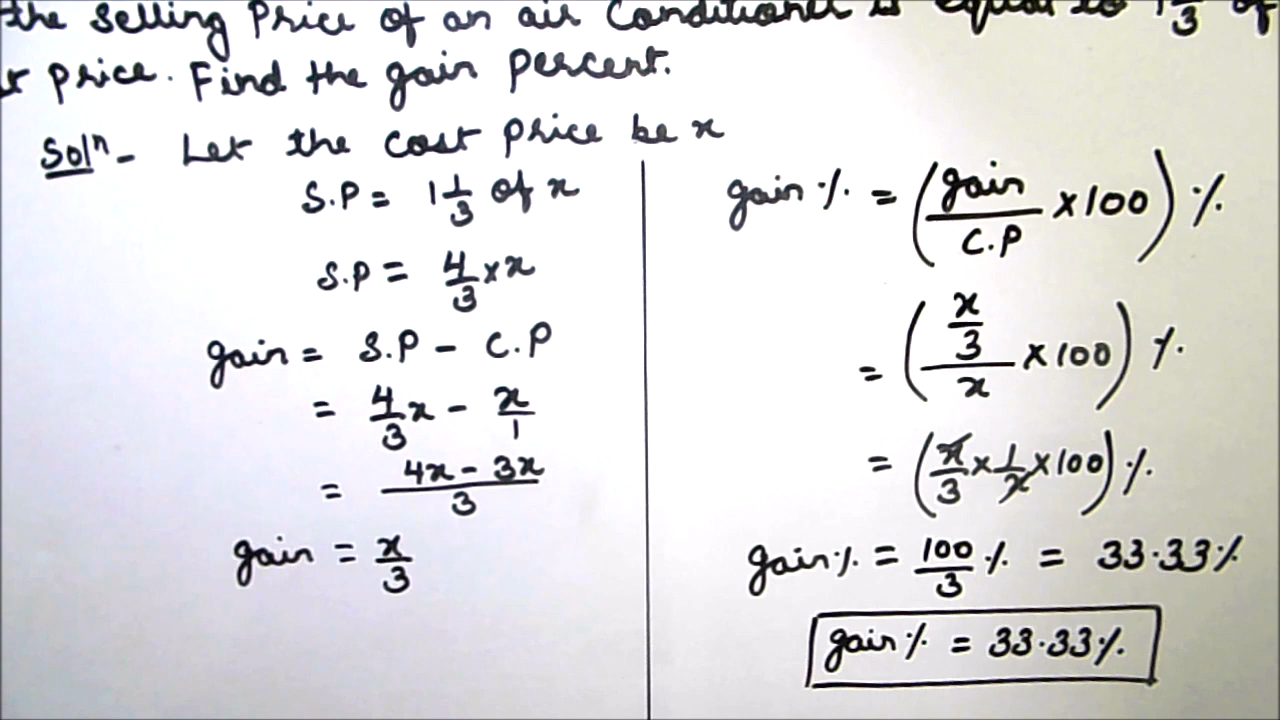 the Selling Price of an air Conditioner is equal to 1 1/3 of
price. Find the gain percent.
Solⁿ - Let the cost price be x
S.P = 1 1/3 of x
S.P = 4/3 × x
gain = S.P - C.P
= 4/3 x - x/1
= (4x - 3x)/3
gain = x/3
gain % = (gain/C.P × 100) %
= ((x/3)/x × 100) %
= (x/3 × 1/x × 100) %
gain % = 100/3 % = 33.33 %
gain % = 33.33 %